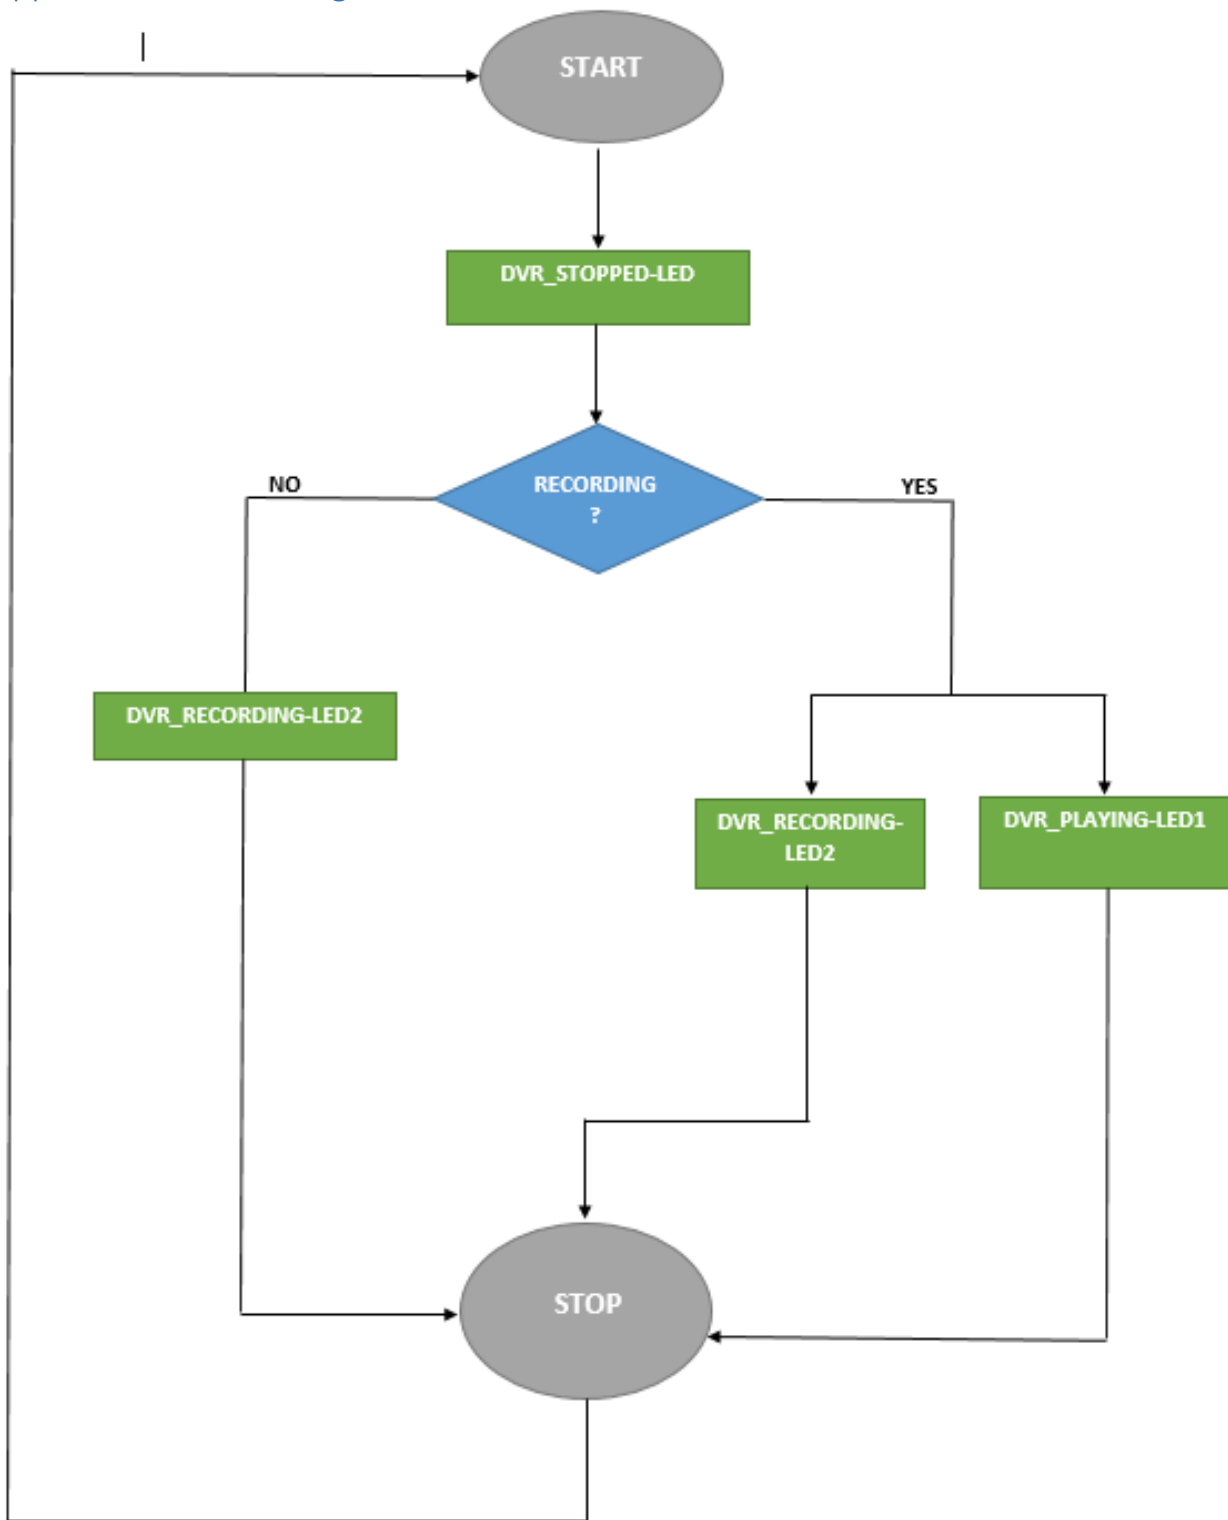 START
DVR_STOPPED-LED
RECORDING
?
NO
YES
DVR_RECORDING-LED2
DVR_RECORDING-
LED2
DVR_PLAYING-LED1
STOP